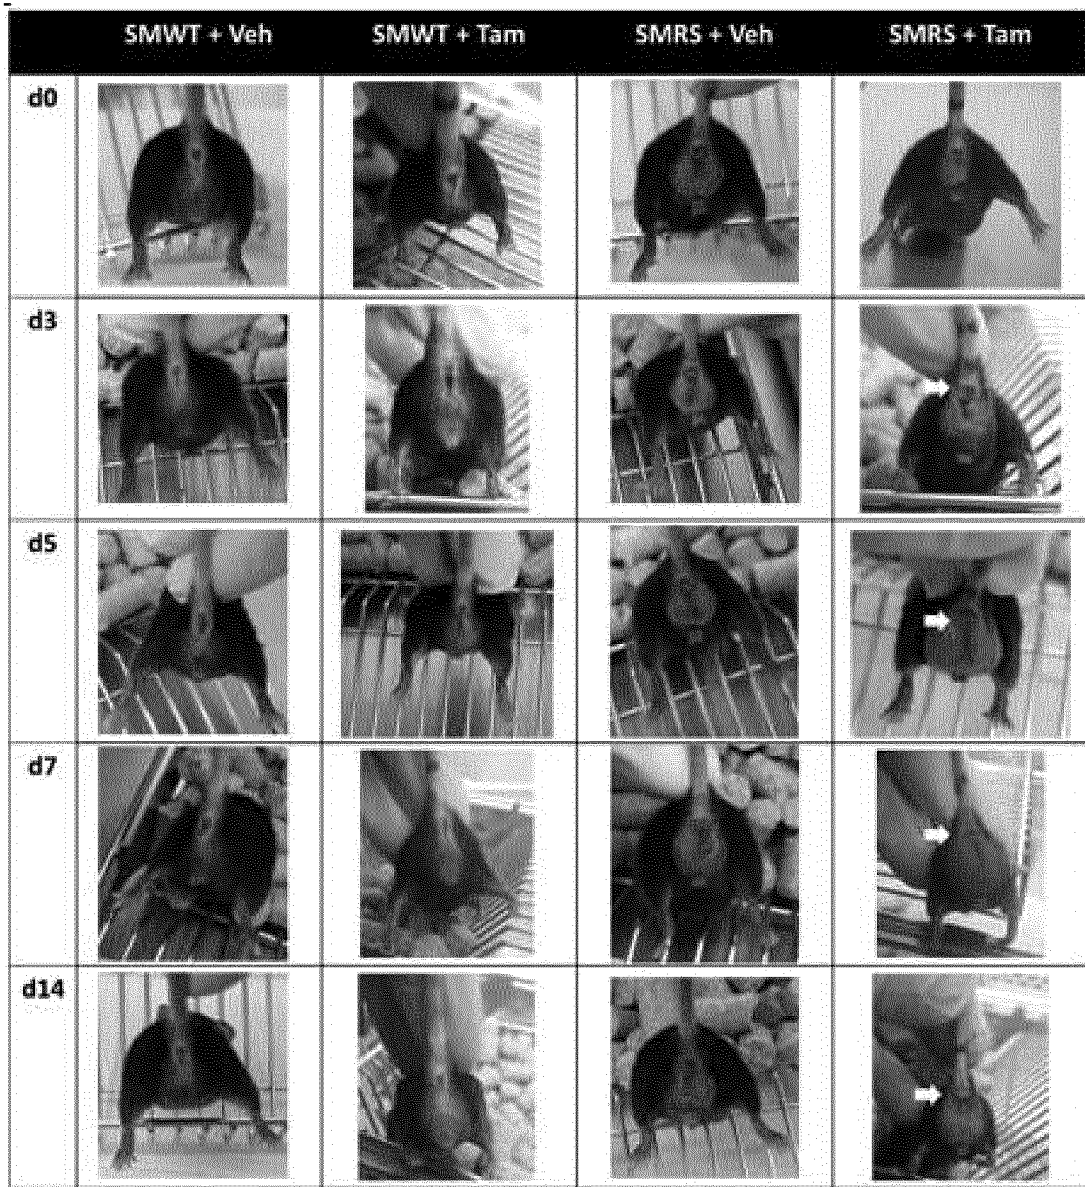 SMWT + Veh SMWT + Tam SMRS + Veh SMRS + Tam
d0
d3
d5
d7
d14